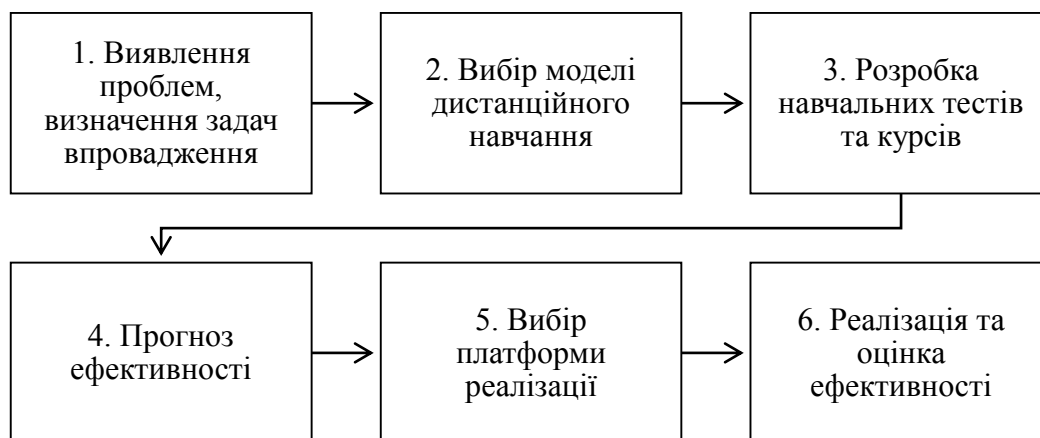 1. Виявлення
проблем,
визначення задач
впровадження
2. Вибір моделі
дистанційного
навчання
3. Розробка
навчальних тестів
та курсів
4. Прогноз
ефективності
5. Вибір
платформи
реалізації
6. Реалізація та
оцінка
ефективності